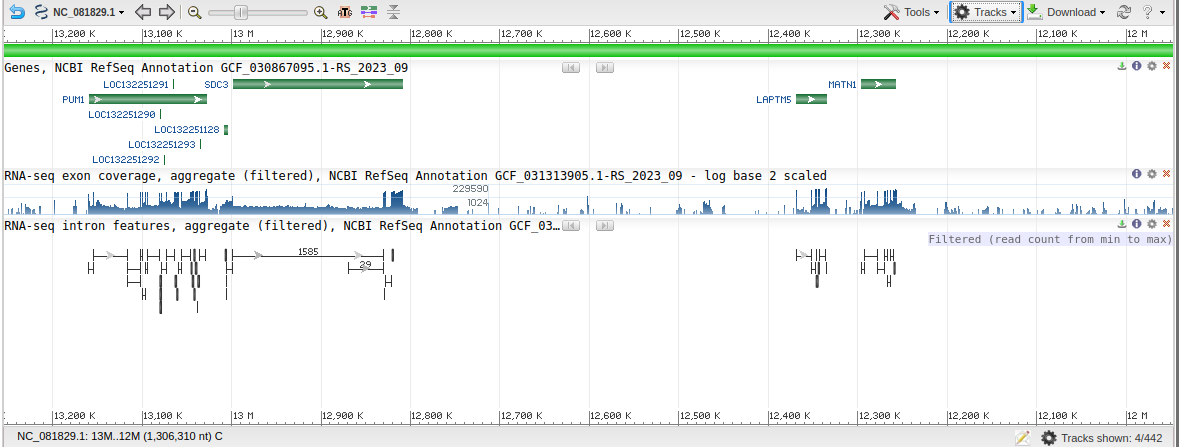 NC_081829.1 Tools Tracks Download ?
13,200 K 13,100 K 13 M 12,900 K 12,800 K 12,700 K 12,600 K 12,500 K 12,400 K 12,300 K 12,200 K 12,100 K 12 M
Genes, NCBI RefSeq Annotation GCF_030867095.1-RS_2023_09
LOC132251291 SDC3 MATN1
PUM1 LAPTM5
LOC132251290
LOC132251128
LOC132251293
LOC132251292
RNA-seq exon coverage, aggregate (filtered), NCBI RefSeq Annotation GCF_031313905.1-RS_2023_09 - log base 2 scaled
229590
1024
RNA-seq intron features, aggregate (filtered), NCBI RefSeq Annotation GCF_03…
Filtered (read count from min to max)
1585
29
13,200 K 13,100 K 13 M 12,900 K 12,800 K 12,700 K 12,600 K 12,500 K 12,400 K 12,300 K 12,200 K 12,100 K 12 M
NC_081829.1: 13M..12M (1,306,310 nt) C Tracks shown: 4/442